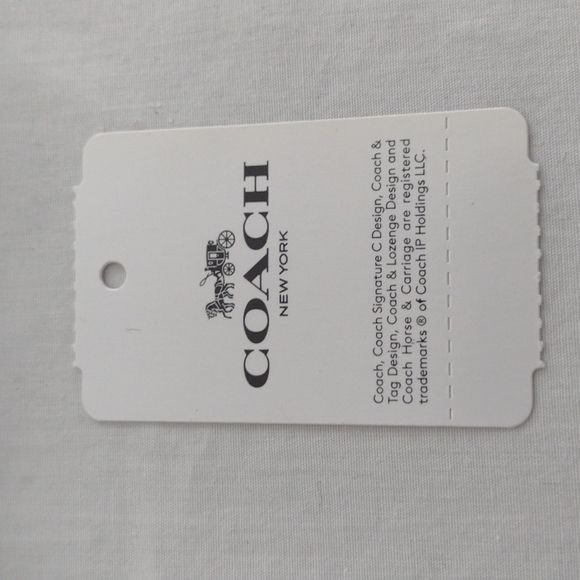 COACH
NEW YORK
Coach, Coach Signature C Design, Coach &
Tag Design, Coach & Lozenge Design and
Coach Horse & Carriage are registered
trademarks ® of Coach IP Holdings LLC.